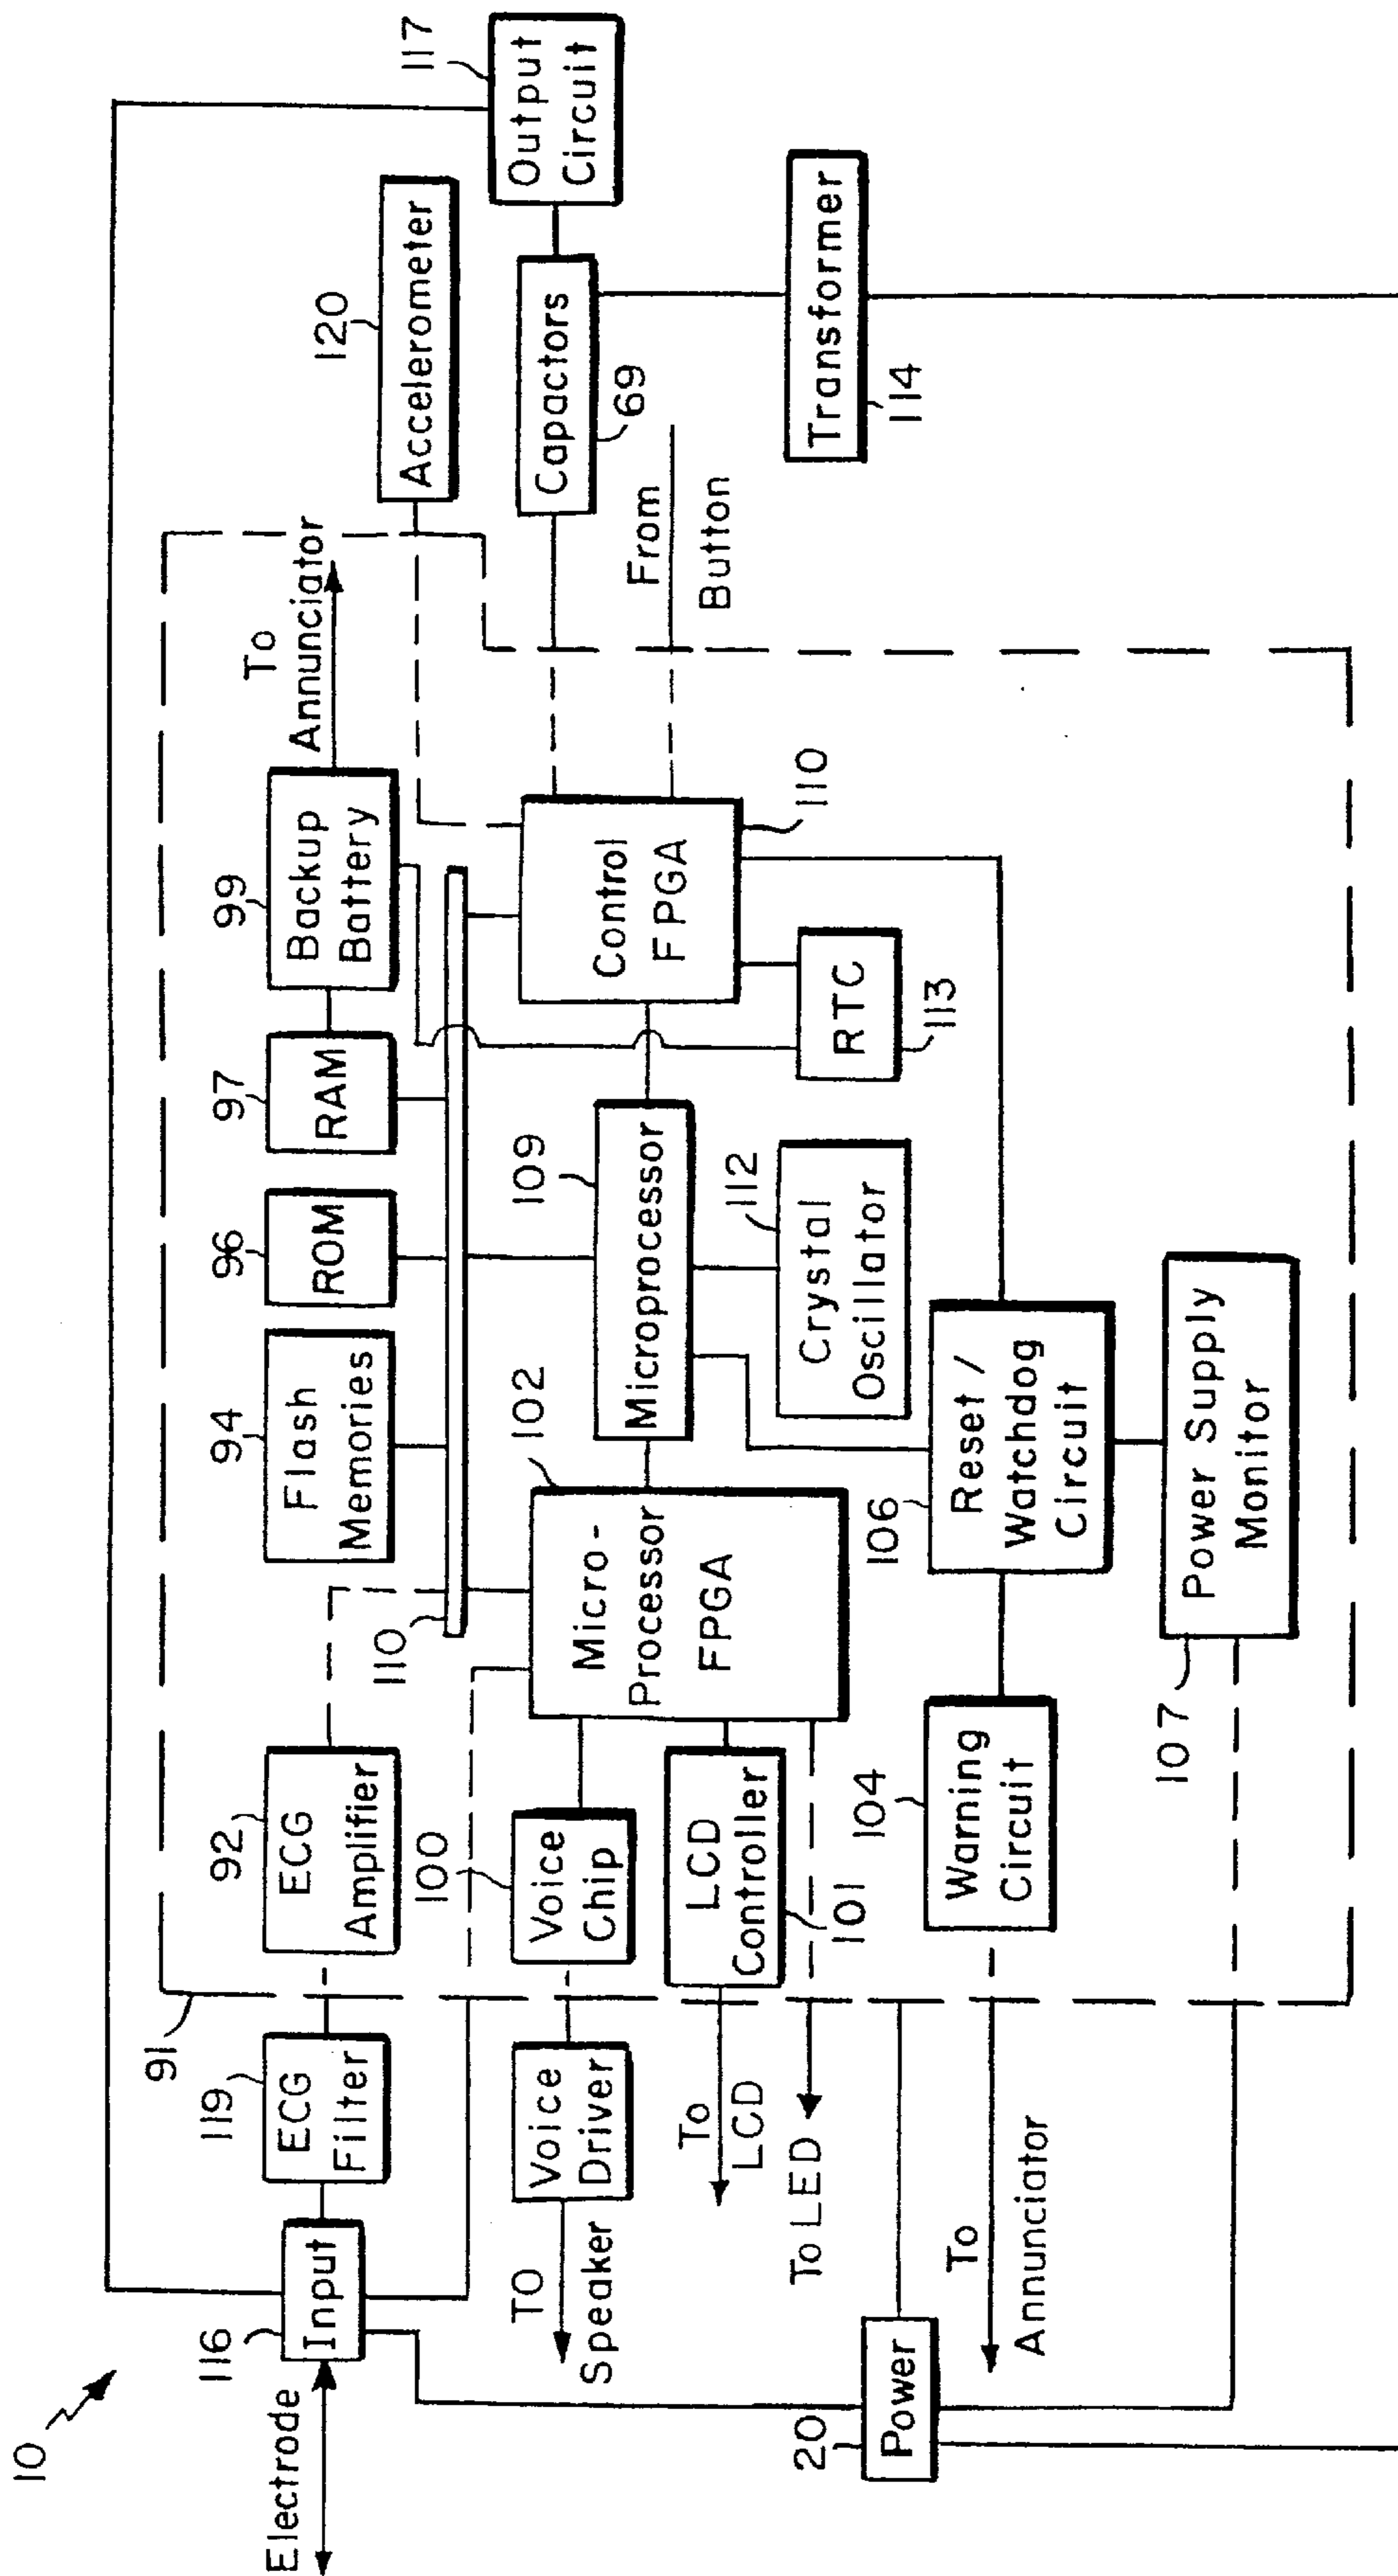 10
Electrode
116
Input
119
ECG
Filter
91
92
ECG
Amplifier
94
Flash
Memories
96
ROM
97
RAM
99
Backup
Battery
To
Annunciator
120
Accelerometer
117
Output
Circuit
110
TO
Speaker
Voice
Driver
100
Voice
Chip
102
Micro-
Processor
FPGA
109
Microprocessor
Control
FPGA
110
Capactors
69
From
Button
To
LCD
LCD
Controller
101
To LED
112
Crystal
Oscillator
RTC
113
Transformer
114
20
Power
To
Annunciator
104
Warning
Circuit
106
Reset /
Watchdog
Circuit
107
Power Supply
Monitor